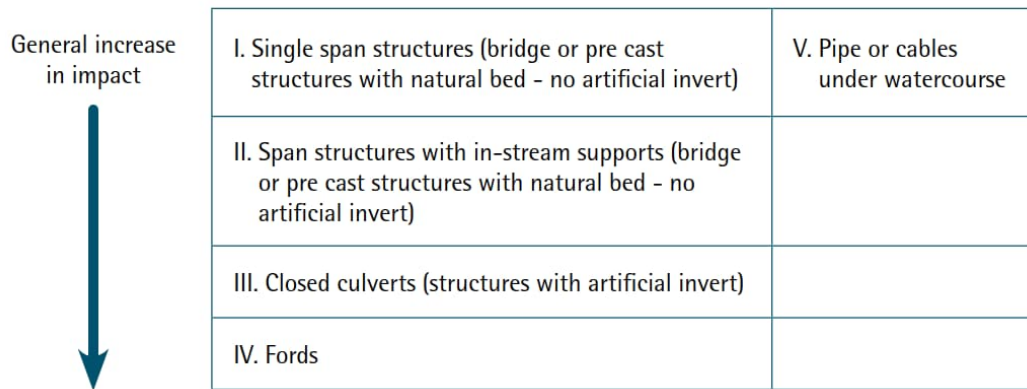 General increase
in impact
I. Single span structures (bridge or pre cast
structures with natural bed - no artificial invert)
V. Pipe or cables
under watercourse
II. Span structures with in-stream supports (bridge
or pre cast structures with natural bed - no
artificial invert)
III. Closed culverts (structures with artificial invert)
IV. Fords